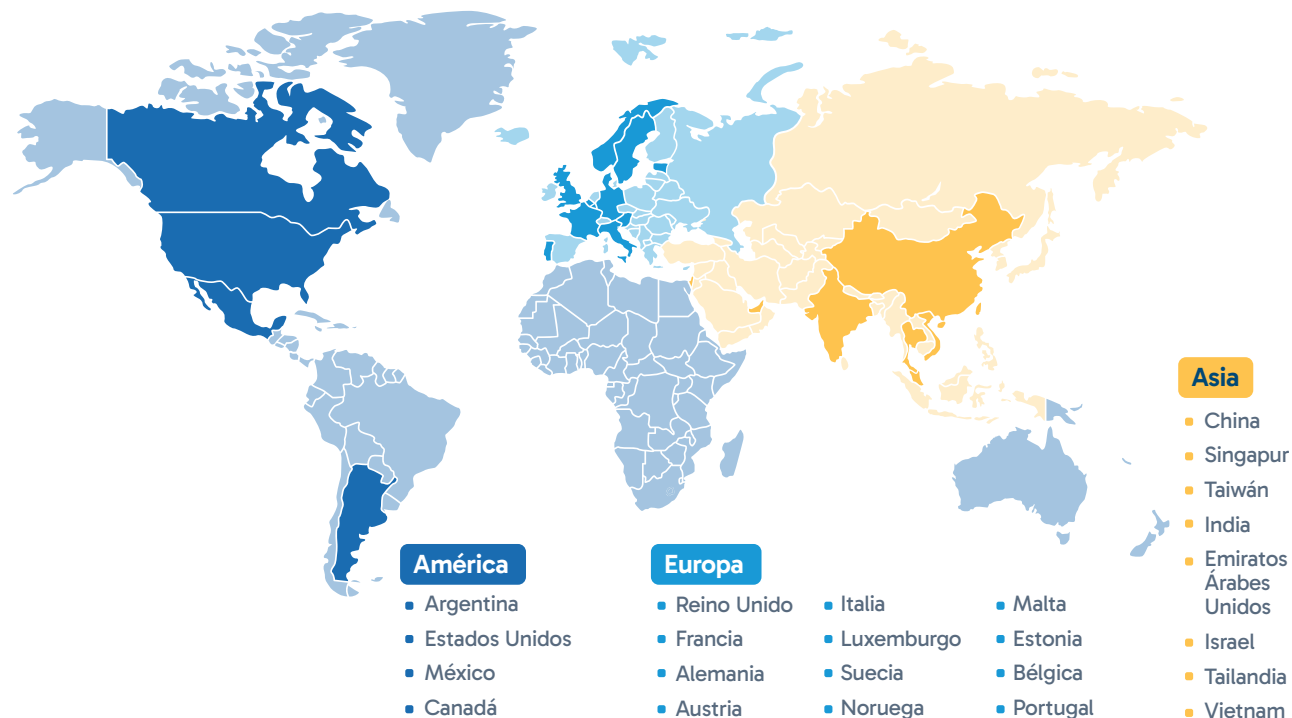 América
Argentina
Estados Unidos
México
Canadá
Europa
Reino Unido
Francia
Alemania
Austria
Italia
Luxemburgo
Suecia
Noruega
Malta
Estonia
Bélgica
Portugal
Asia
China
Singapur
Taiwán
India
Emiratos
Árabes
Unidos
Israel
Tailandia
Vietnam